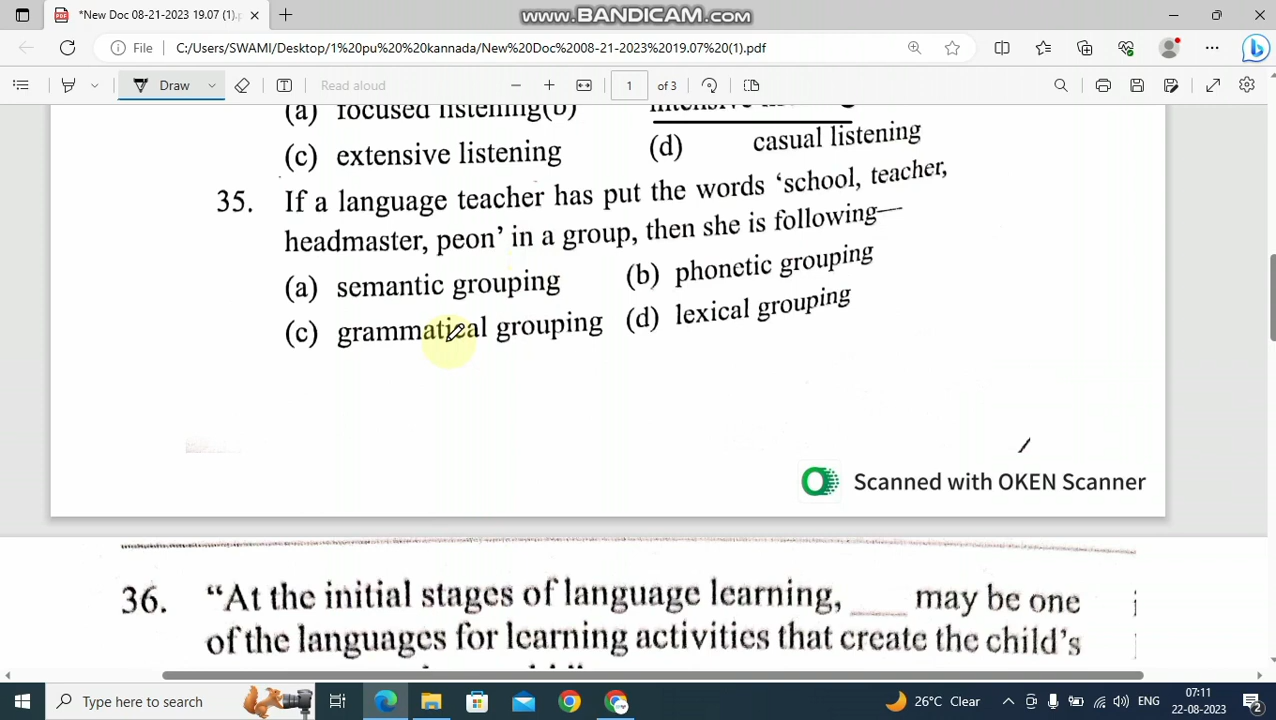 *New Doc 08-21-2023 19.07 (1).p
www.BANDICAM.com
File C:/Users/SWAMI/Desktop/1%20pu%20%20kannada/New%20Doc%2008-21-2023%2019.07%20(1).pdf
Draw Read aloud 1 of 3
(a) focused listening(b)
(c) extensive listening (d) casual listening
35. If a language teacher has put the words ‘school, teacher,
headmaster, peon’ in a group, then she is following—
(a) semantic grouping (b) phonetic grouping
(c) grammatical grouping (d) lexical grouping
Scanned with OKEN Scanner
36. “At the initial stages of language learning, ___ may be one
of the languages for learning activities that create the child’s
Type here to search
26°C Clear ENG 07:11
22-08-2023
2